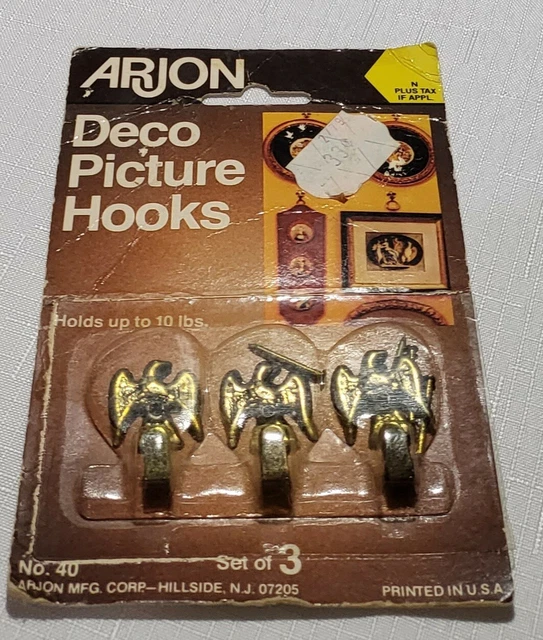 ARJON
N
PLUS TAX
IF APPL.
Deco
Picture
Hooks
Holds up to 10 lbs.
No. 40
Set of 3
ARJON MFG. CORP—HILLSIDE, N.J. 07205
PRINTED IN U.S.A.